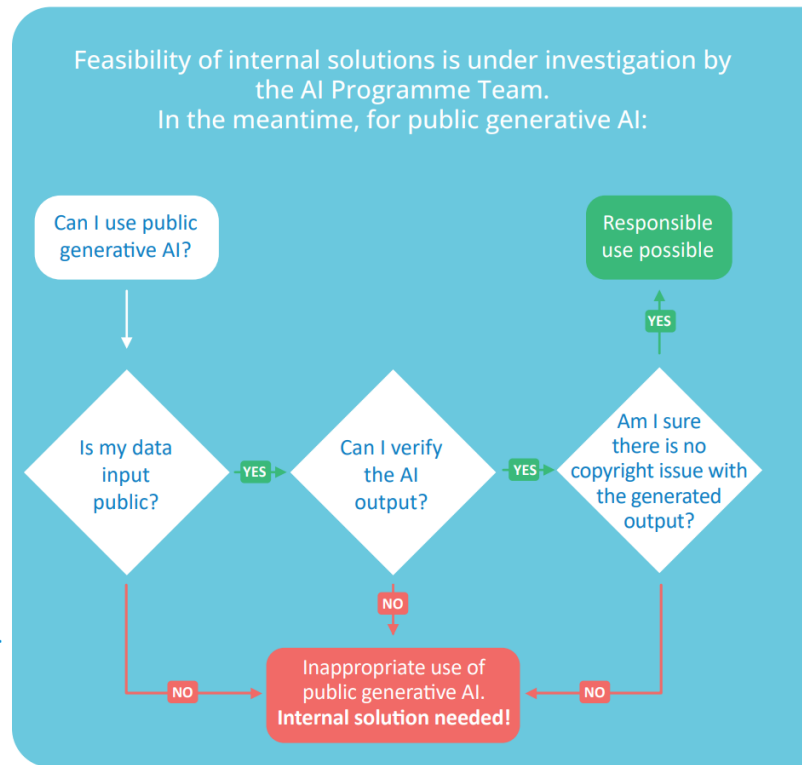 Feasibility of internal solutions is under investigation by
the AI Programme Team.
In the meantime, for public generative AI:
Can I use public
generative AI?
Responsible
use possible
YES
Is my data
input
public?
YES
Can I verify
the AI
output?
YES
Am I sure
there is no
copyright issue with
the generated
output?
NO
NO
Inappropriate use of
public generative AI.
Internal solution needed!
NO